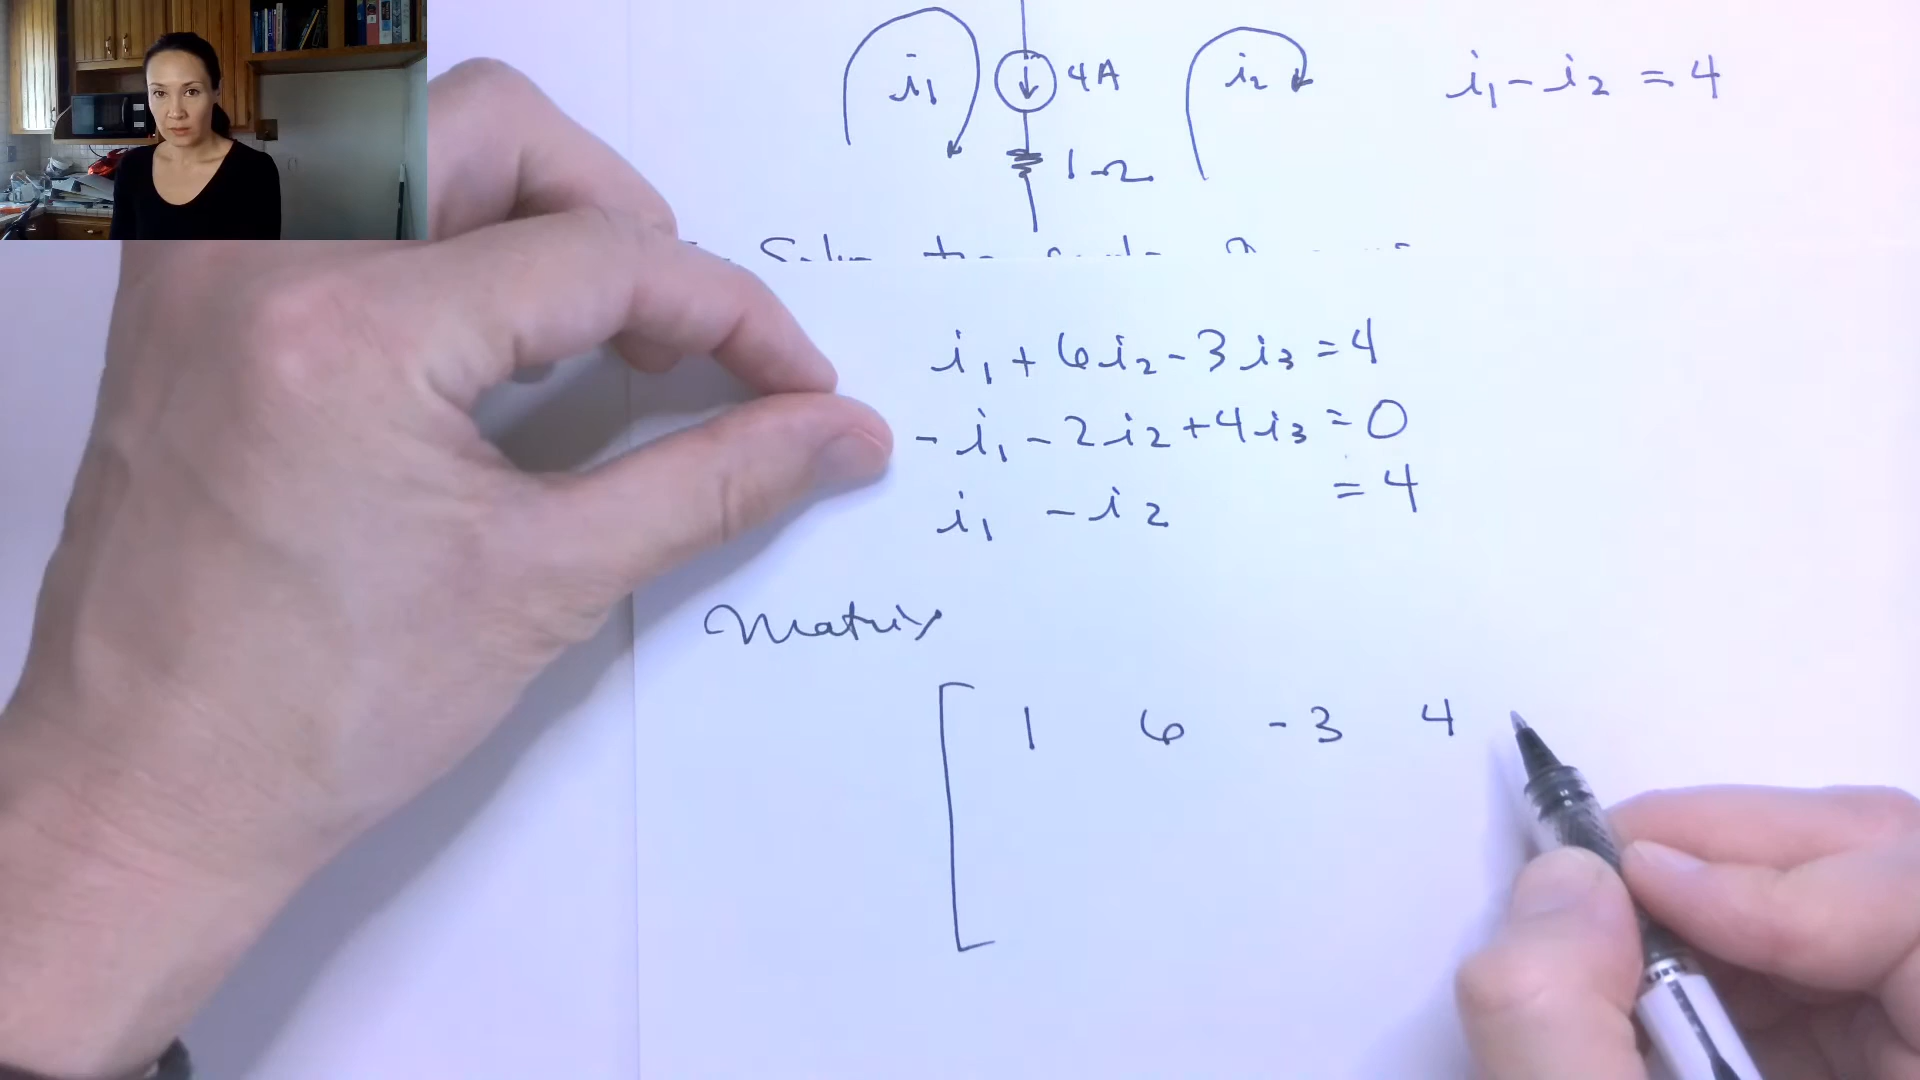 i₁ 4A i₂ i₁ - i₂ = 4
1Ω
i₁ + 6i₂ - 3i₃ = 4
- i₁ - 2i₂ + 4i₃ = 0
i₁ - i₂ = 4
Matrix
1 6 -3 4